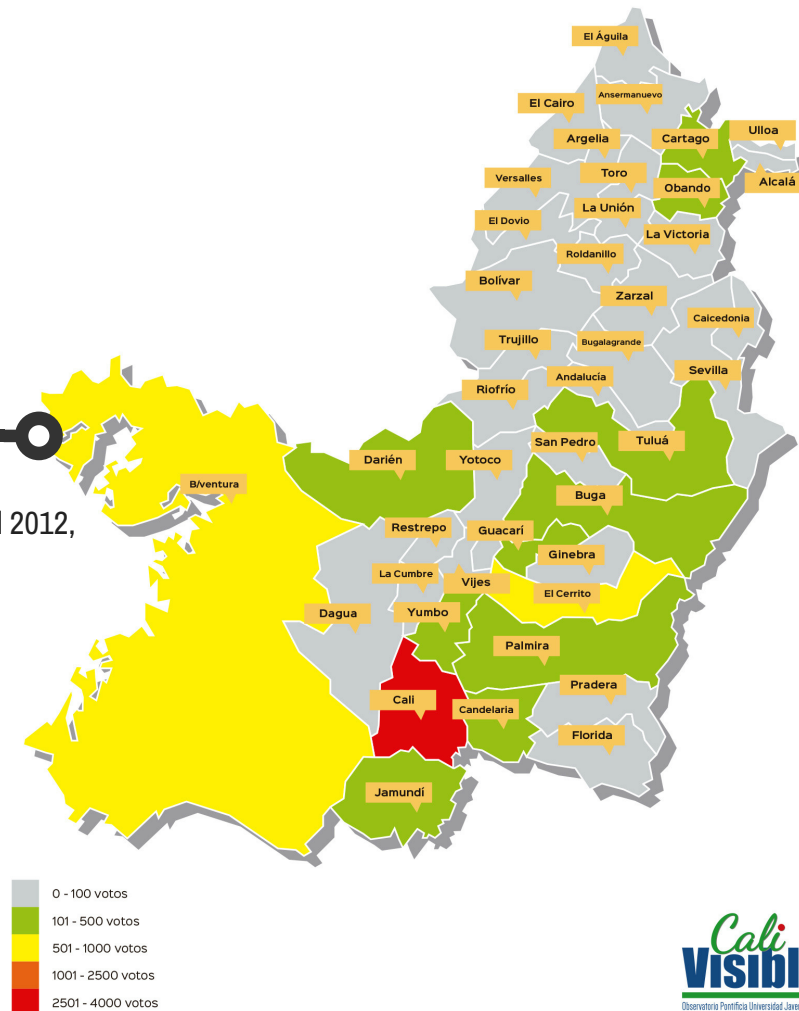 El Águila
Ansermanuevo
El Cairo
Ulloa
Argelia
Cartago
Toro
Versalles
Alcalá
Obando
La Unión
El Dovio
La Victoria
Roldanillo
Bolívar
Zarzal
Caicedonia
Trujillo
Bugalagrande
Sevilla
Andalucía
Riofrío
San Pedro
Tuluá
Darién
Yotoco
B/ventura
Buga
2012,
Restrepo
Guacarí
Ginebra
La Cumbre
Vijes
El Cerrito
Dagua
Yumbo
Palmira
Pradera
Cali
Candelaria
Florida
Jamundí
0 - 100 votos
101 - 500 votos
501 - 1000 votos
1001 - 2500 votos
2501 - 4000 votos
Cali
Observatorio Pontificia Universidad